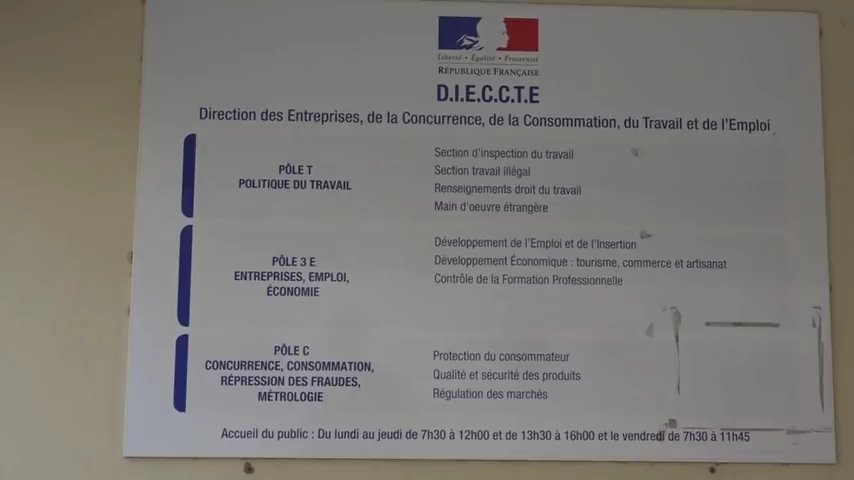 Liberté • Égalité • Fraternité
RÉPUBLIQUE FRANÇAISE
D.I.E.C.C.T.E
Direction des Entreprises, de la Concurrence, de la Consommation, du Travail et de l'Emploi
PÔLE T
POLITIQUE DU TRAVAIL
Section d'inspection du travail
Section travail illégal
Renseignements droit du travail
Main d'oeuvre étrangère
PÔLE 3 E
ENTREPRISES, EMPLOI,
ÉCONOMIE
Développement de l'Emploi et de l'Insertion
Développement Économique : tourisme, commerce et artisanat
Contrôle de la Formation Professionnelle
PÔLE C
CONCURRENCE, CONSOMMATION,
RÉPRESSION DES FRAUDES,
MÉTROLOGIE
Protection du consommateur
Qualité et sécurité des produits
Régulation des marchés
Accueil du public : Du lundi au jeudi de 7h30 à 12h00 et de 13h30 à 16h00 et le vendredi de 7h30 à 11h45